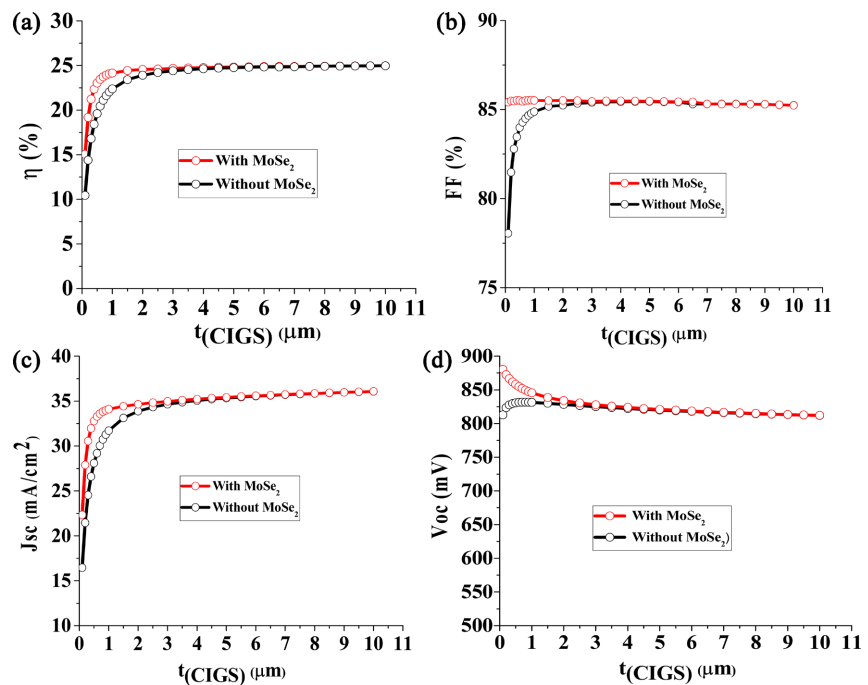 (a)
30
25
20
15
10
5
0
η (%)
With MoSe₂
Without MoSe₂
0 1 2 3 4 5 6 7 8 9 10 11
t(CIGS) (μm)
(b)
85
85
80
75
FF (%)
With MoSe₂
Without MoSe₂
0 1 2 3 4 5 6 7 8 9 10 11
t(CIGS) (μm)
(c)
40
35
30
25
20
15
10
Jsc (mA/cm²)
With MoSe₂
Without MoSe₂
0 1 2 3 4 5 6 7 8 9 10 11
t(CIGS) (μm)
(d)
900
850
800
750
700
650
600
550
500
Voc (mV)
With MoSe₂
Without MoSe₂)
0 1 2 3 4 5 6 7 8 9 10 11
t(CIGS) (μm)